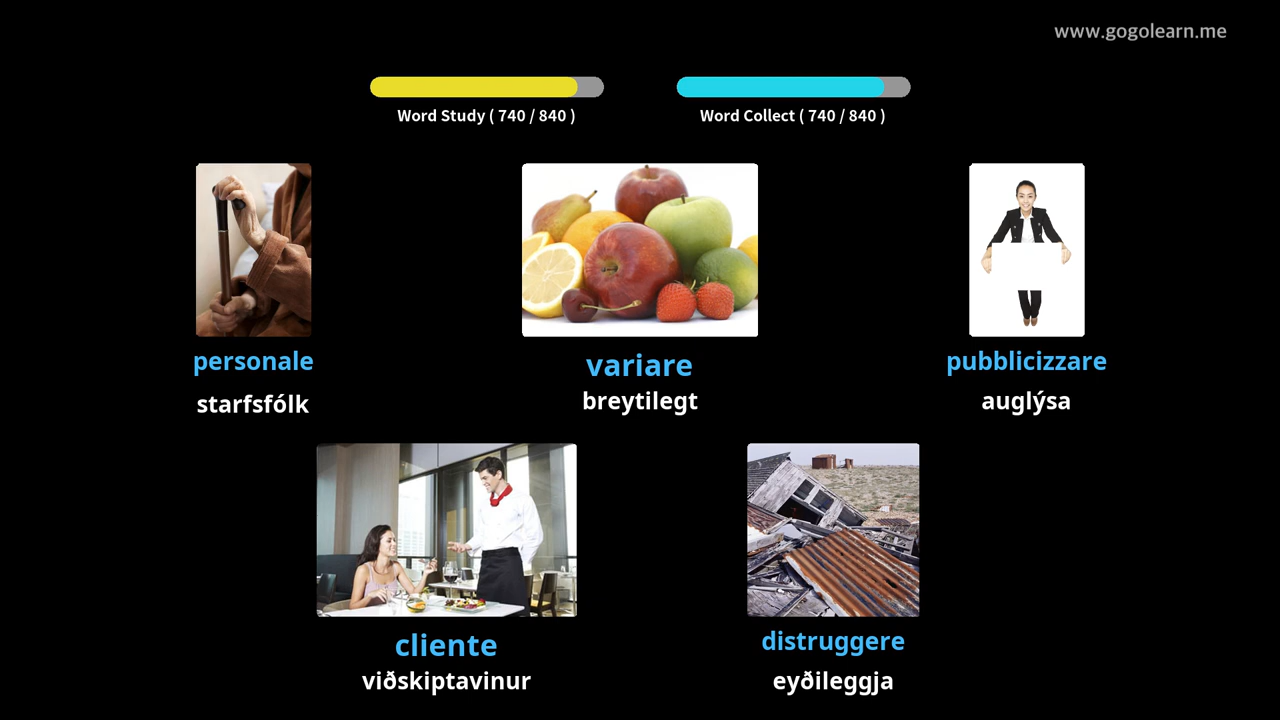 www.gogolearn.me
Word Study ( 740 / 840 )
Word Collect ( 740 / 840 )
personale
starfsfólk
variare
breytilegt
pubblicizzare
auglýsa
cliente
viðskiptavinur
distruggere
eyðileggja